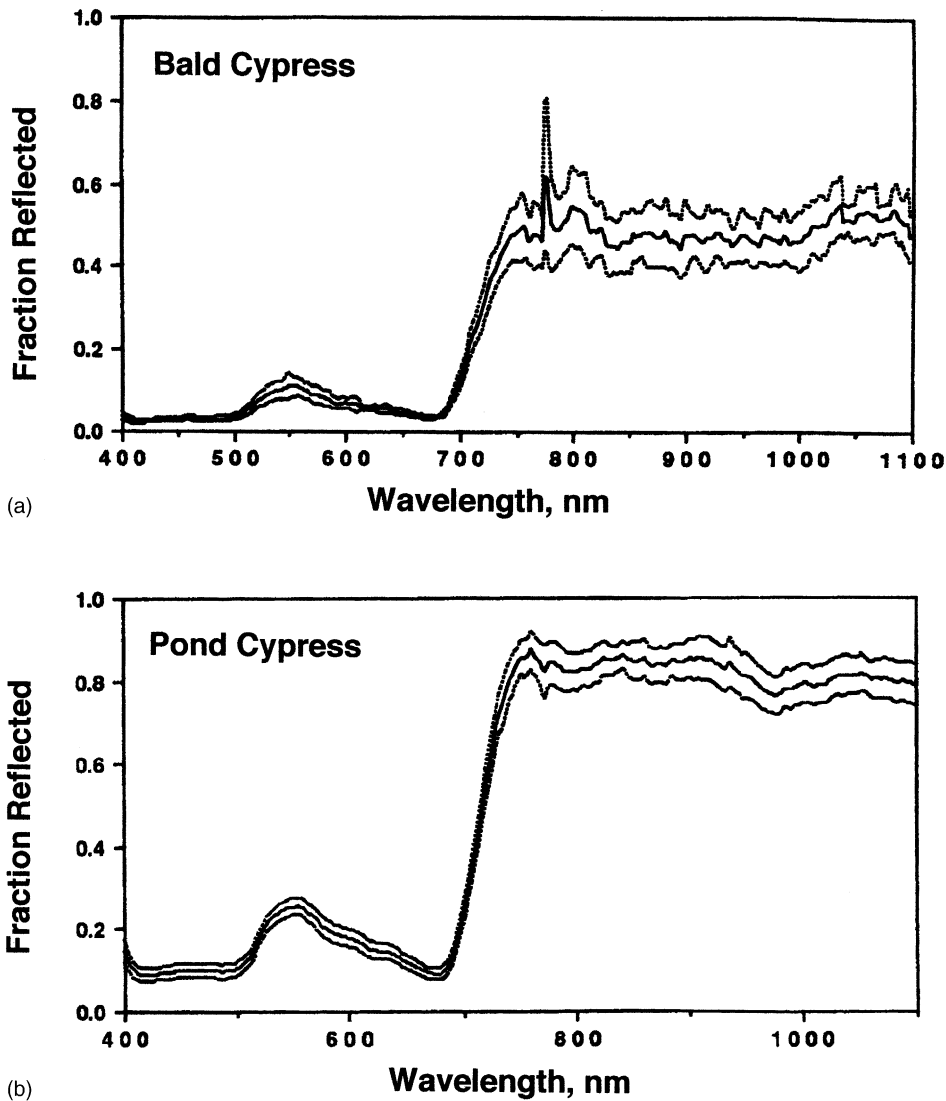 Bald Cypress
Fraction Reflected
1.0
0.8
0.6
0.4
0.2
0.0
400 500 600 700 800 900 1000 1100
Wavelength, nm
(a)
Pond Cypress
Fraction Reflected
1.0
0.8
0.6
0.4
0.2
0.0
400 600 800 1000
Wavelength, nm
(b)